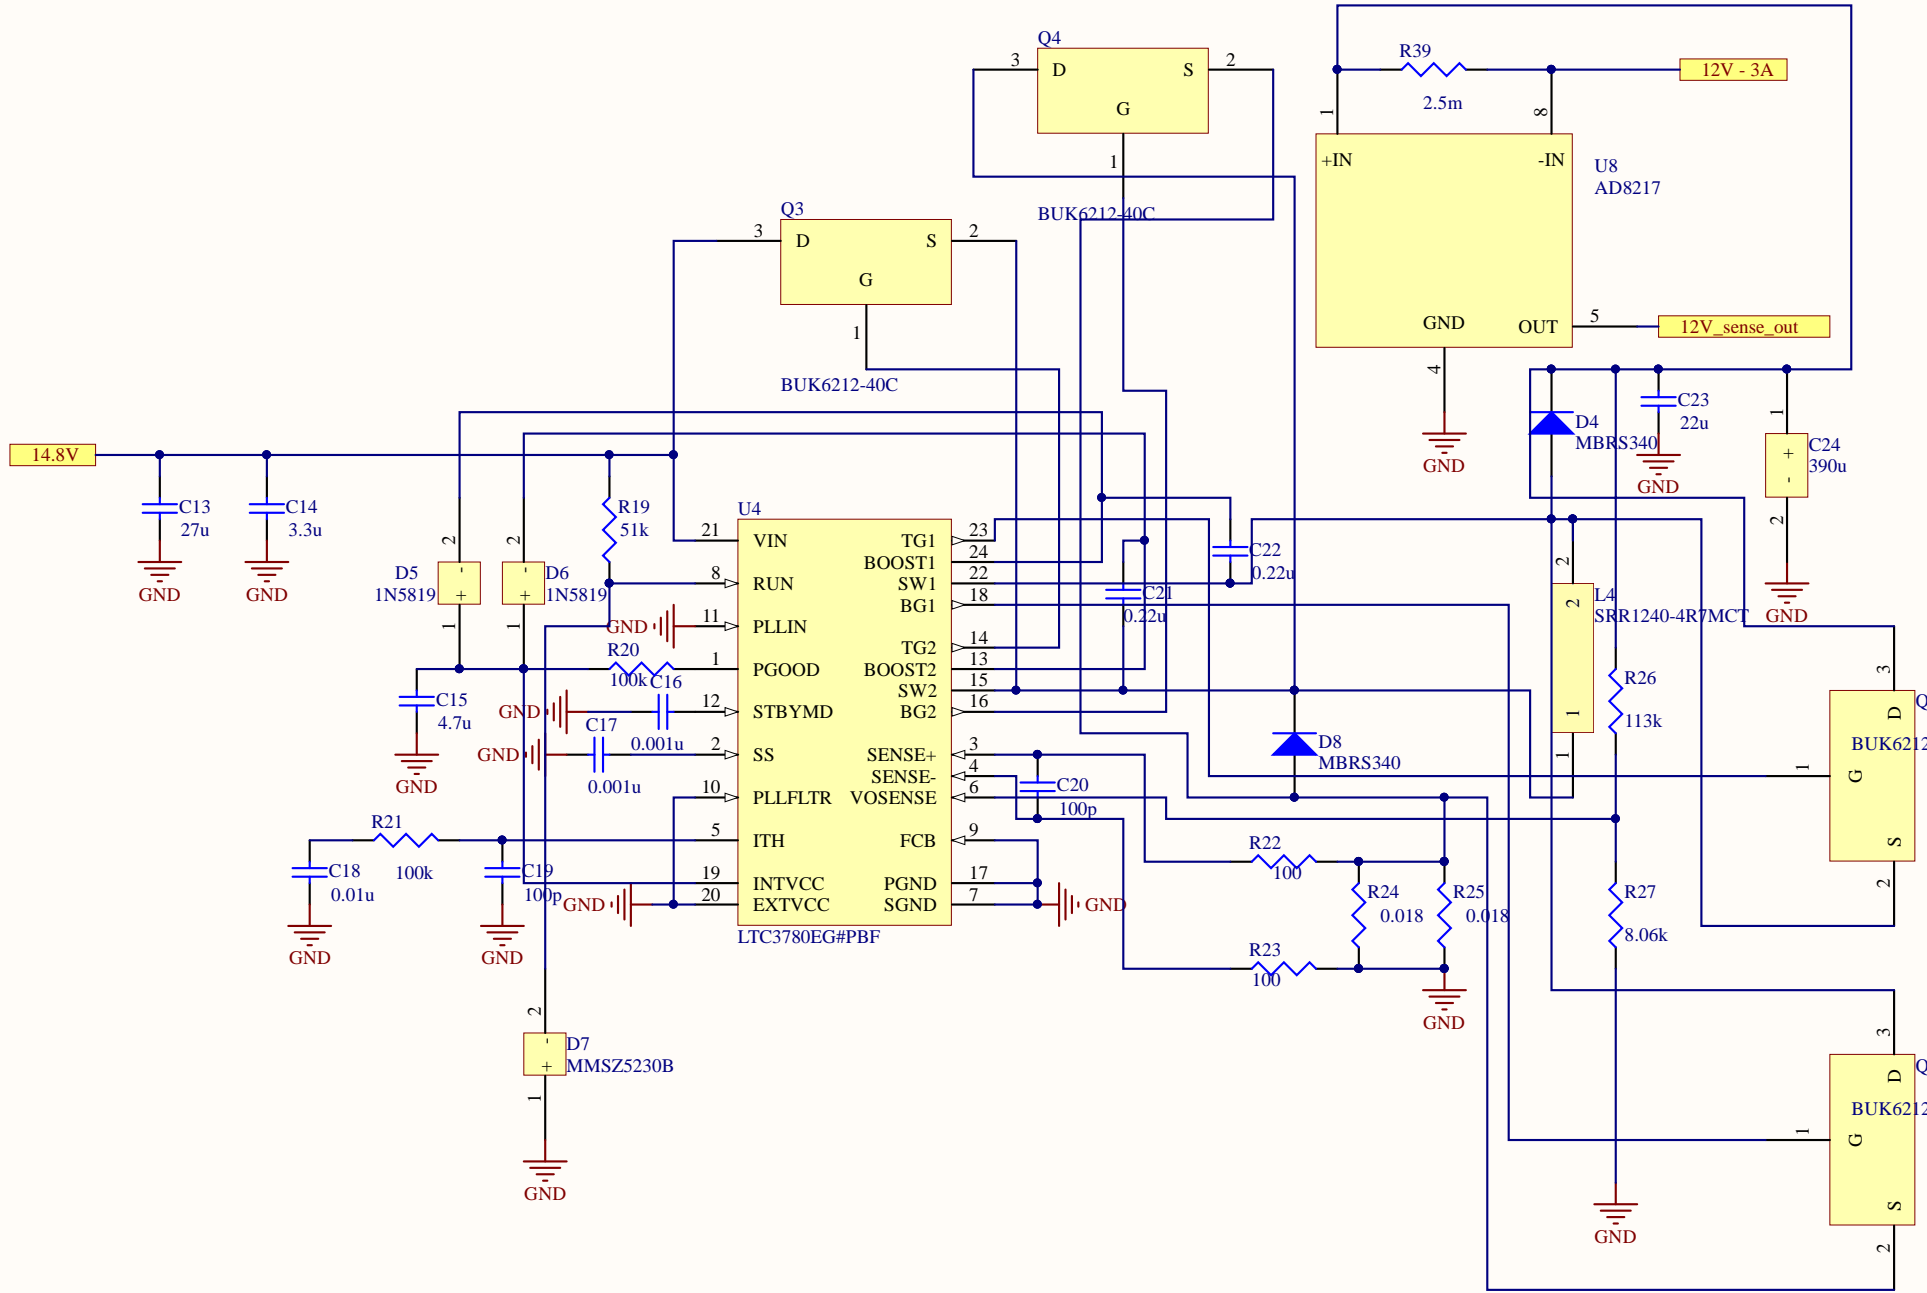 Q4
3 D S 2
G
1
BUK6212-40C
R39
2.5m
12V - 3A
1
8
+IN -IN
U8
AD8217
GND OUT 5
12V_sense_out
4
GND
Q3
3 D S 2
G
1
BUK6212-40C
14.8V
C13
27u
GND
C14
3.3u
GND
R19
51k
D5
1N5819
2
-
+
1
D6
1N5819
2
-
+
1
C15
4.7u
GND
R20
100k
GND
C16
0.001u
GND
C17
0.001u
GND
R21
100k
C18
0.01u
GND
C19
100p
GND
GND
2
-
+
1
D7
MMSZ5230B
GND
U4
21 VIN
8 RUN
11 PLLIN
1 PGOOD
12 STBYMD
2 SS
10 PLLFLTR
5 ITH
19 INTVCC
20 EXTVCC
TG1 23
BOOST1 24
SW1 22
BG1 18
TG2 14
BOOST2 13
SW2 15
BG2 16
SENSE+ 3
SENSE- 4
VOSENSE 6
FCB 9
PGND 17
SGND 7
LTC3780EG#PBF
GND
C22
0.22u
C21
0.22u
C20
100p
D8
MBRS340
R22
100
R23
100
R24
0.018
R25
0.018
GND
D4
MBRS340
C23
22u
GND
1
+
-
2
C24
390u
GND
2
2
1
1
L4
SRR1240-4R7MCT
R26
113k
R27
8.06k
GND
3
D
G
S
1
2
Q
BUK6212
3
D
G
S
1
2
Q
BUK6212